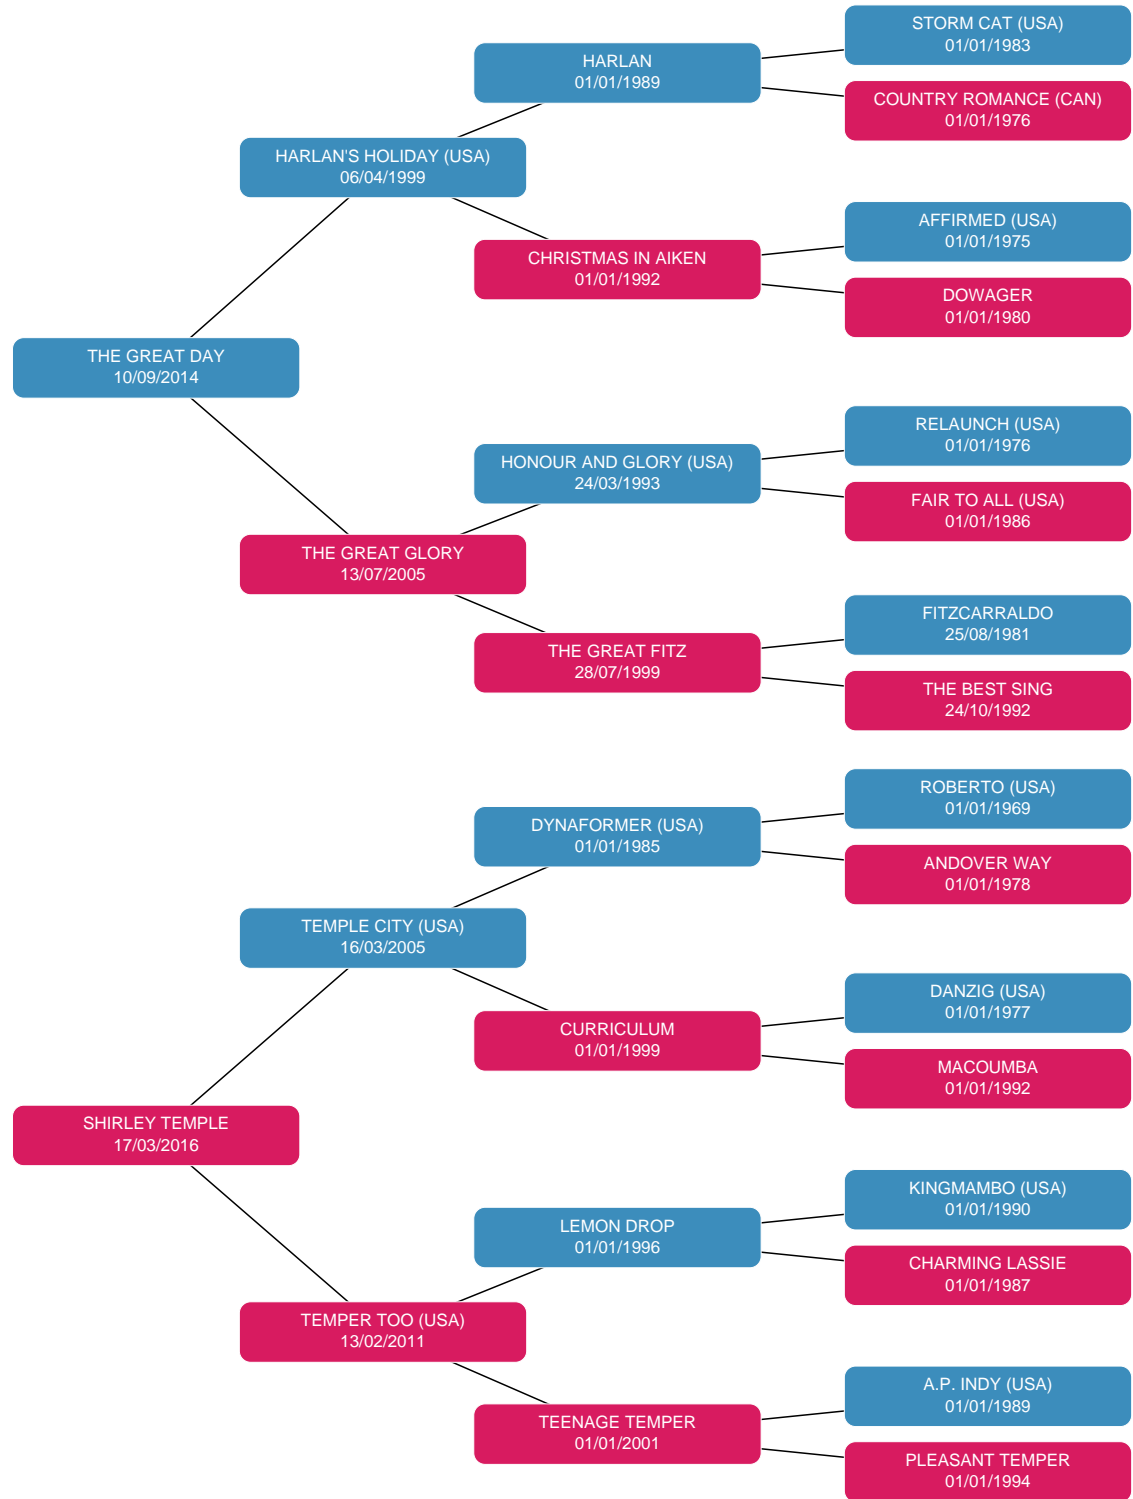 STORM CAT (USA)
01/01/1983
HARLAN
01/01/1989
COUNTRY ROMANCE (CAN)
01/01/1976
HARLAN'S HOLIDAY (USA)
06/04/1999
AFFIRMED (USA)
01/01/1975
CHRISTMAS IN AIKEN
01/01/1992
DOWAGER
01/01/1980
THE GREAT DAY
10/09/2014
RELAUNCH (USA)
01/01/1976
HONOUR AND GLORY (USA)
24/03/1993
FAIR TO ALL (USA)
01/01/1986
THE GREAT GLORY
13/07/2005
FITZCARRALDO
25/08/1981
THE GREAT FITZ
28/07/1999
THE BEST SING
24/10/1992
ROBERTO (USA)
01/01/1969
DYNAFORMER (USA)
01/01/1985
ANDOVER WAY
01/01/1978
TEMPLE CITY (USA)
16/03/2005
DANZIG (USA)
01/01/1977
CURRICULUM
01/01/1999
MACOUMBA
01/01/1992
SHIRLEY TEMPLE
17/03/2016
KINGMAMBO (USA)
01/01/1990
LEMON DROP
01/01/1996
CHARMING LASSIE
01/01/1987
TEMPER TOO (USA)
13/02/2011
A.P. INDY (USA)
01/01/1989
TEENAGE TEMPER
01/01/2001
PLEASANT TEMPER
01/01/1994